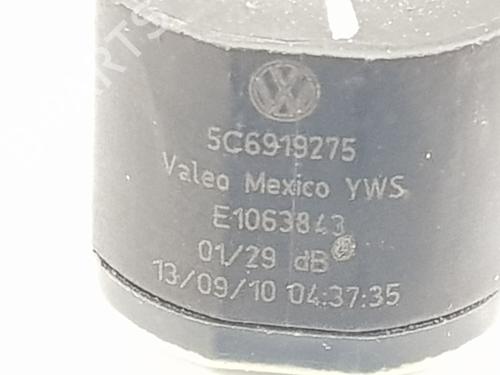 5C6919275
Valeo Mexico YWS
E1063843
01/29 dB
13/09/10 04:37:35